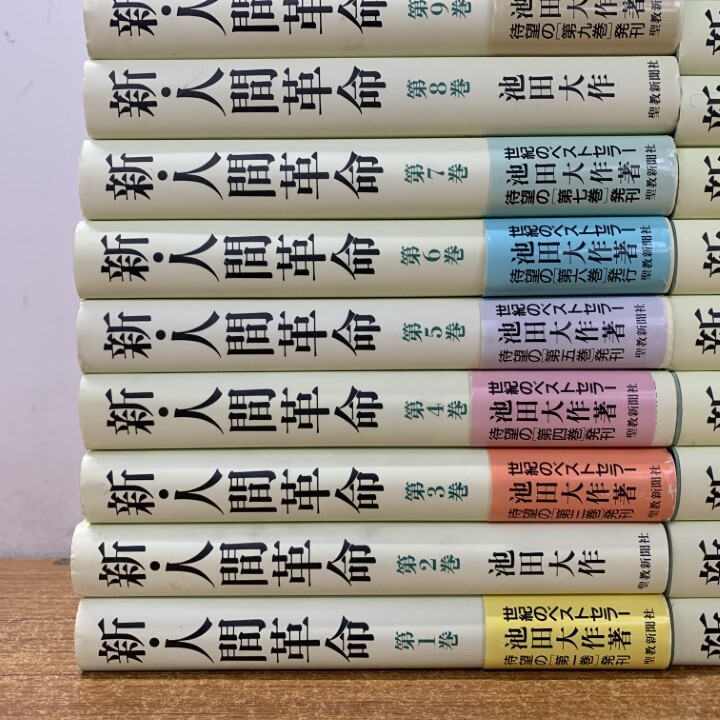 新・人間革命 第9巻
池田大作著
待望の「第九巻」発刊
聖教新聞社
新・人間革命 第8巻 池田大作 聖教新聞社
新・人間革命 第7巻
世紀のベストセラー
池田大作著
待望の「第七巻」発刊
聖教新聞社
新・人間革命 第6巻
世紀のベストセラー
池田大作著
待望の「第六巻」発行
聖教新聞社
新・人間革命 第5巻
世紀のベストセラー
池田大作著
待望の「第五巻」発刊
聖教新聞社
新・人間革命 第4巻
世紀のベストセラー
池田大作著
待望の「第四巻」発刊
聖教新聞社
新・人間革命 第3巻
世紀のベストセラー
池田大作著
待望の「第三巻」発刊
聖教新聞社
新・人間革命 第2巻 池田大作 聖教新聞社
新・人間革命 第1巻
世紀のベストセラー
池田大作著
待望の「第一巻」発刊
聖教新聞社